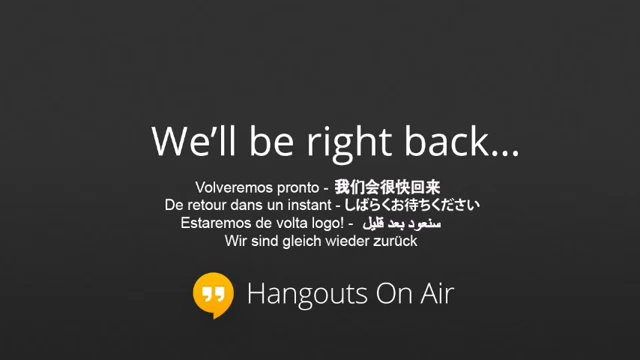 We'll be right back...
Volveremos pronto - 我们会很快回来
De retour dans un instant - しばらくお待ちください
Estaremos de volta logo! - سنعود بعد قليل
Wir sind gleich wieder zurück
Hangouts On Air